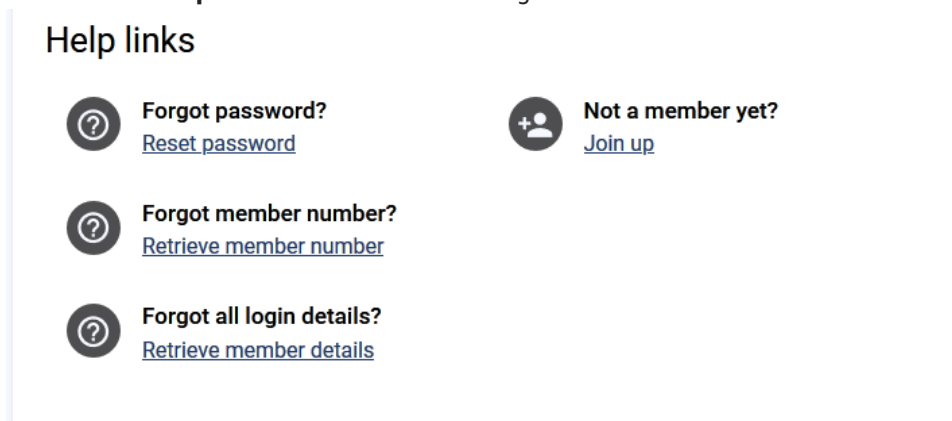 Help links
Forgot password?
Reset password
Not a member yet?
Join up
Forgot member number?
Retrieve member number
Forgot all login details?
Retrieve member details